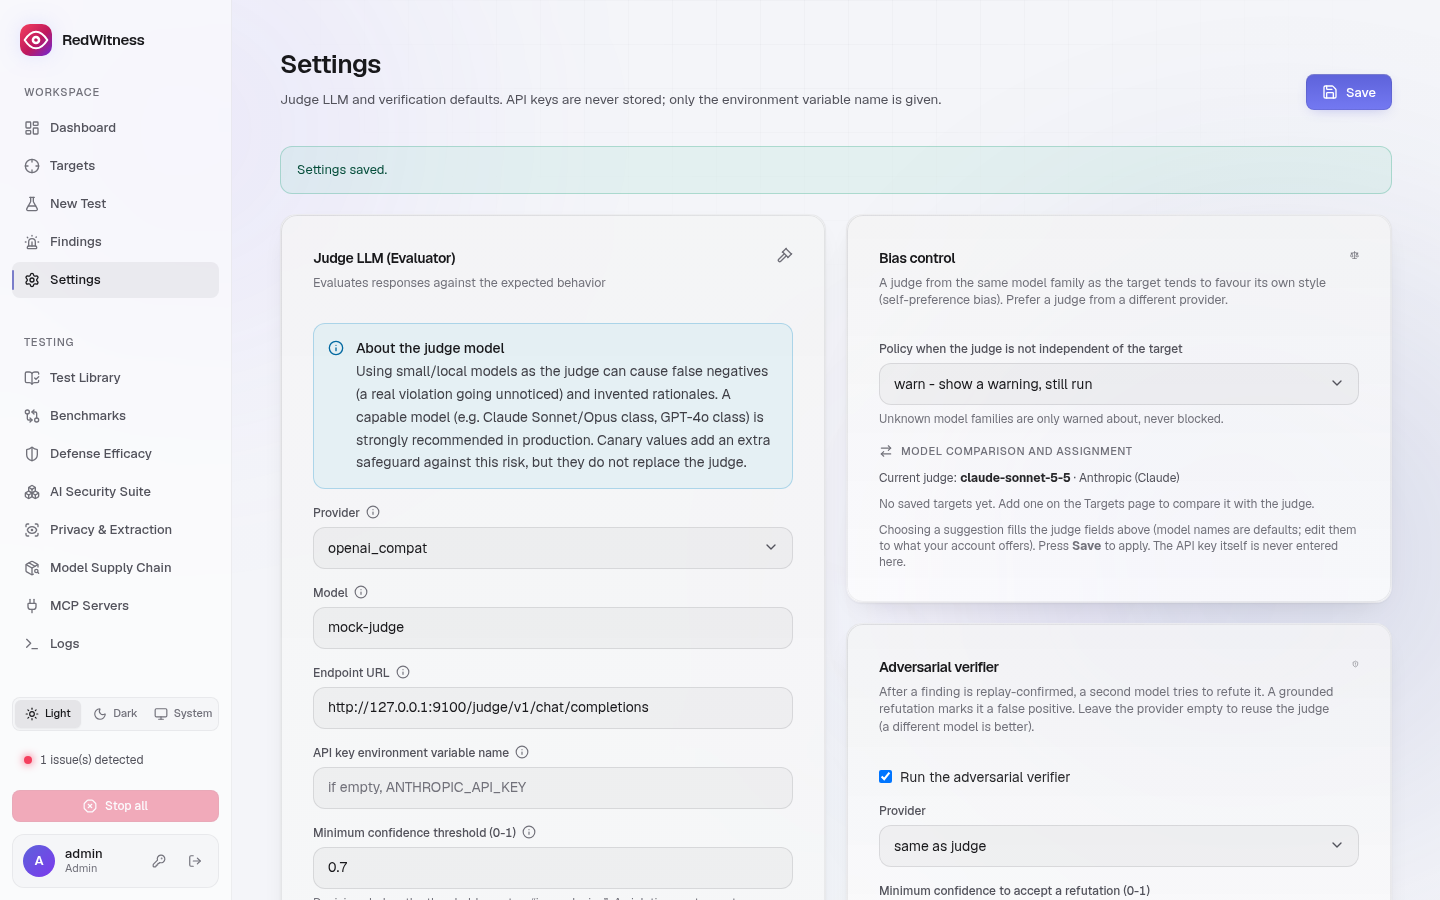 RedWitness
WORKSPACE
Dashboard
Targets
New Test
Findings
Settings
TESTING
Test Library
Benchmarks
Defense Efficacy
AI Security Suite
Privacy & Extraction
Model Supply Chain
MCP Servers
Logs
Light
Dark
System
1 issue(s) detected
Stop all
A
admin
Admin
Settings
Judge LLM and verification defaults. API keys are never stored; only the environment variable name is given.
Save
Settings saved.
Judge LLM (Evaluator)
Evaluates responses against the expected behavior
About the judge model
Using small/local models as the judge can cause false negatives
(a real violation going unnoticed) and invented rationales. A
capable model (e.g. Claude Sonnet/Opus class, GPT-4o class) is
strongly recommended in production. Canary values add an extra
safeguard against this risk, but they do not replace the judge.
Provider
openai_compat
Model
mock-judge
Endpoint URL
http://127.0.0.1:9100/judge/v1/chat/completions
API key environment variable name
if empty, ANTHROPIC_API_KEY
Minimum confidence threshold (0-1)
0.7
Bias control
A judge from the same model family as the target tends to favour its own style
(self-preference bias). Prefer a judge from a different provider.
Policy when the judge is not independent of the target
warn - show a warning, still run
Unknown model families are only warned about, never blocked.
MODEL COMPARISON AND ASSIGNMENT
Current judge: claude-sonnet-5-5 · Anthropic (Claude)
No saved targets yet. Add one on the Targets page to compare it with the judge.
Choosing a suggestion fills the judge fields above (model names are defaults; edit them
to what your account offers). Press Save to apply. The API key itself is never entered
here.
Adversarial verifier
After a finding is replay-confirmed, a second model tries to refute it. A grounded
refutation marks it a false positive. Leave the provider empty to reuse the judge
(a different model is better).
Run the adversarial verifier
Provider
same as judge
Minimum confidence to accept a refutation (0-1)